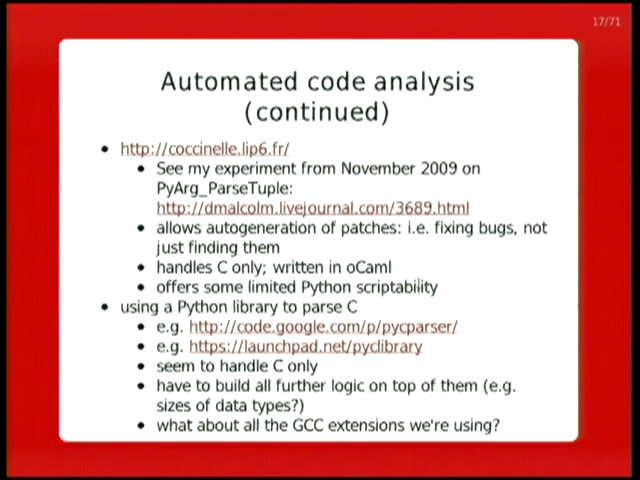 17/71
Automated code analysis
(continued)
• http://coccinelle.lip6.fr/
• See my experiment from November 2009 on
PyArg_ParseTuple:
http://dmalcolm.livejournal.com/3689.html
• allows autogeneration of patches: i.e. fixing bugs, not
just finding them
• handles C only; written in oCaml
• offers some limited Python scriptability
• using a Python library to parse C
• e.g. http://code.google.com/p/pycparser/
• e.g. https://launchpad.net/pyclibrary
• seem to handle C only
• have to build all further logic on top of them (e.g.
sizes of data types?)
• what about all the GCC extensions we're using?